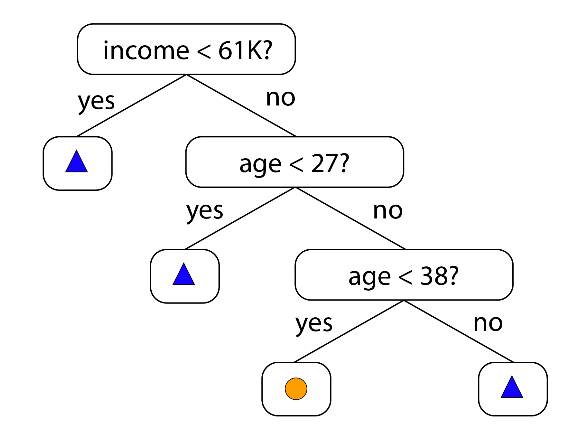 income < 61K?
yes
no
age < 27?
yes
no
age < 38?
yes
no